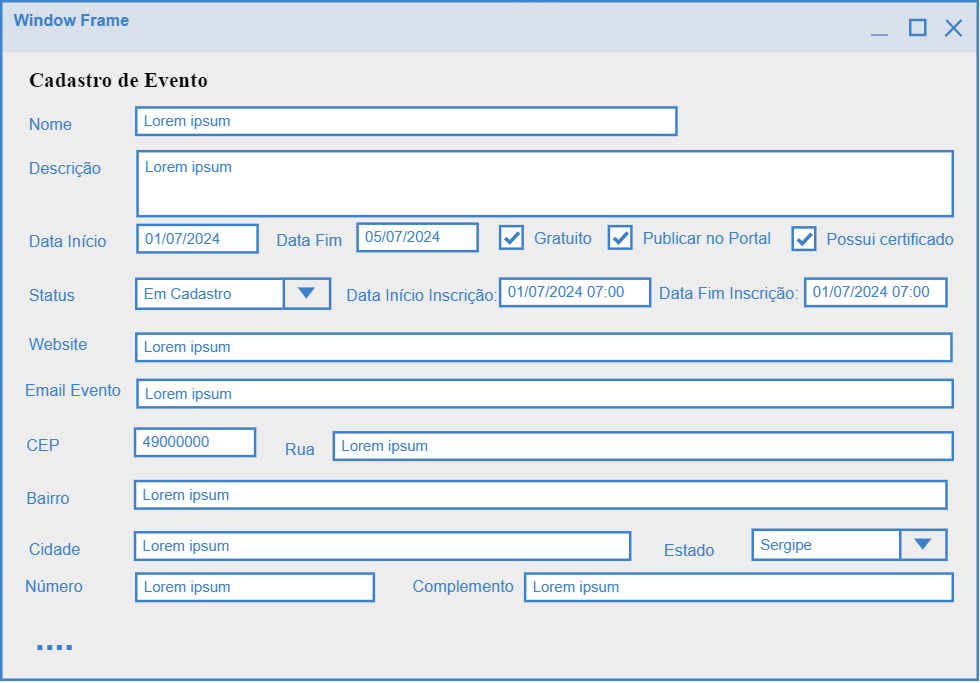 Window Frame
Cadastro de Evento
Nome Lorem ipsum
Descrição Lorem ipsum
Data Início 01/07/2024 Data Fim 05/07/2024 Gratuito Publicar no Portal Possui certificado
Status Em Cadastro Data Início Inscrição: 01/07/2024 07:00 Data Fim Inscrição: 01/07/2024 07:00
Website Lorem ipsum
Email Evento Lorem ipsum
CEP 49000000 Rua Lorem ipsum
Bairro Lorem ipsum
Cidade Lorem ipsum Estado Sergipe
Número Lorem ipsum Complemento Lorem ipsum
....